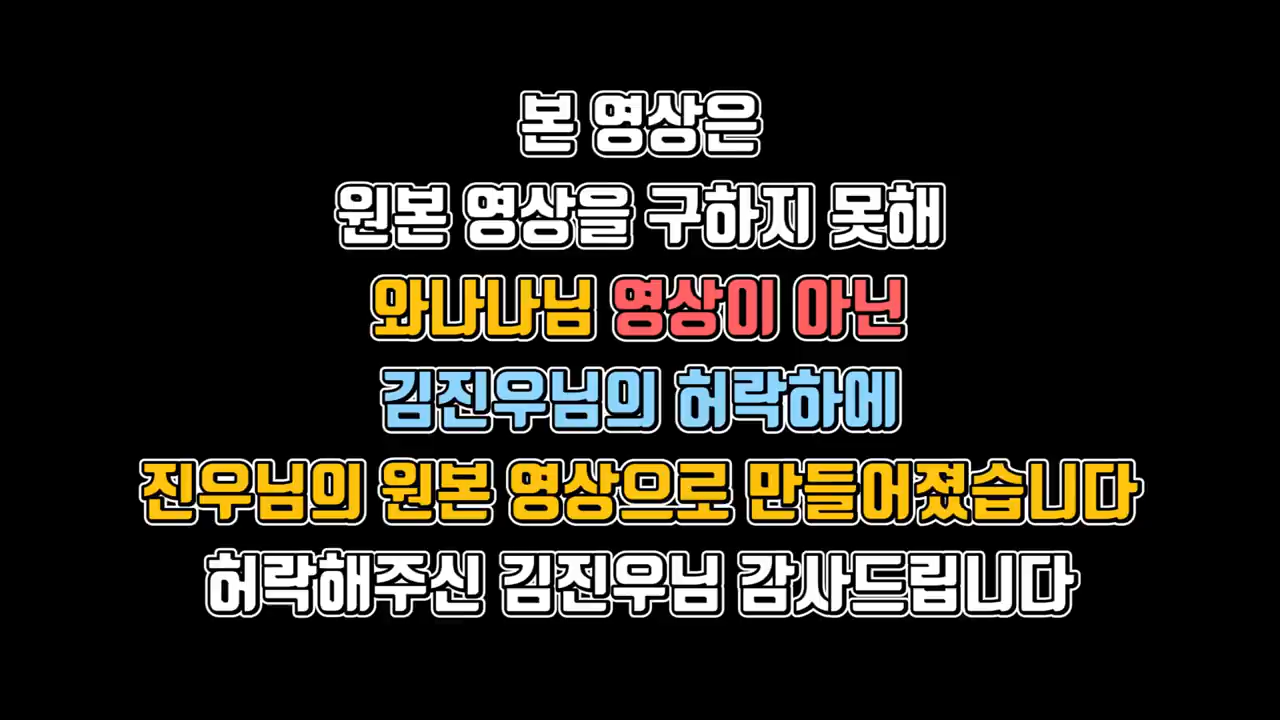 본 영상은
원본 영상을 구하지 못해
와나나님 영상이 아닌
김진우님의 허락하에
진우님의 원본 영상으로 만들어졌습니다
허락해주신 김진우님 감사드립니다